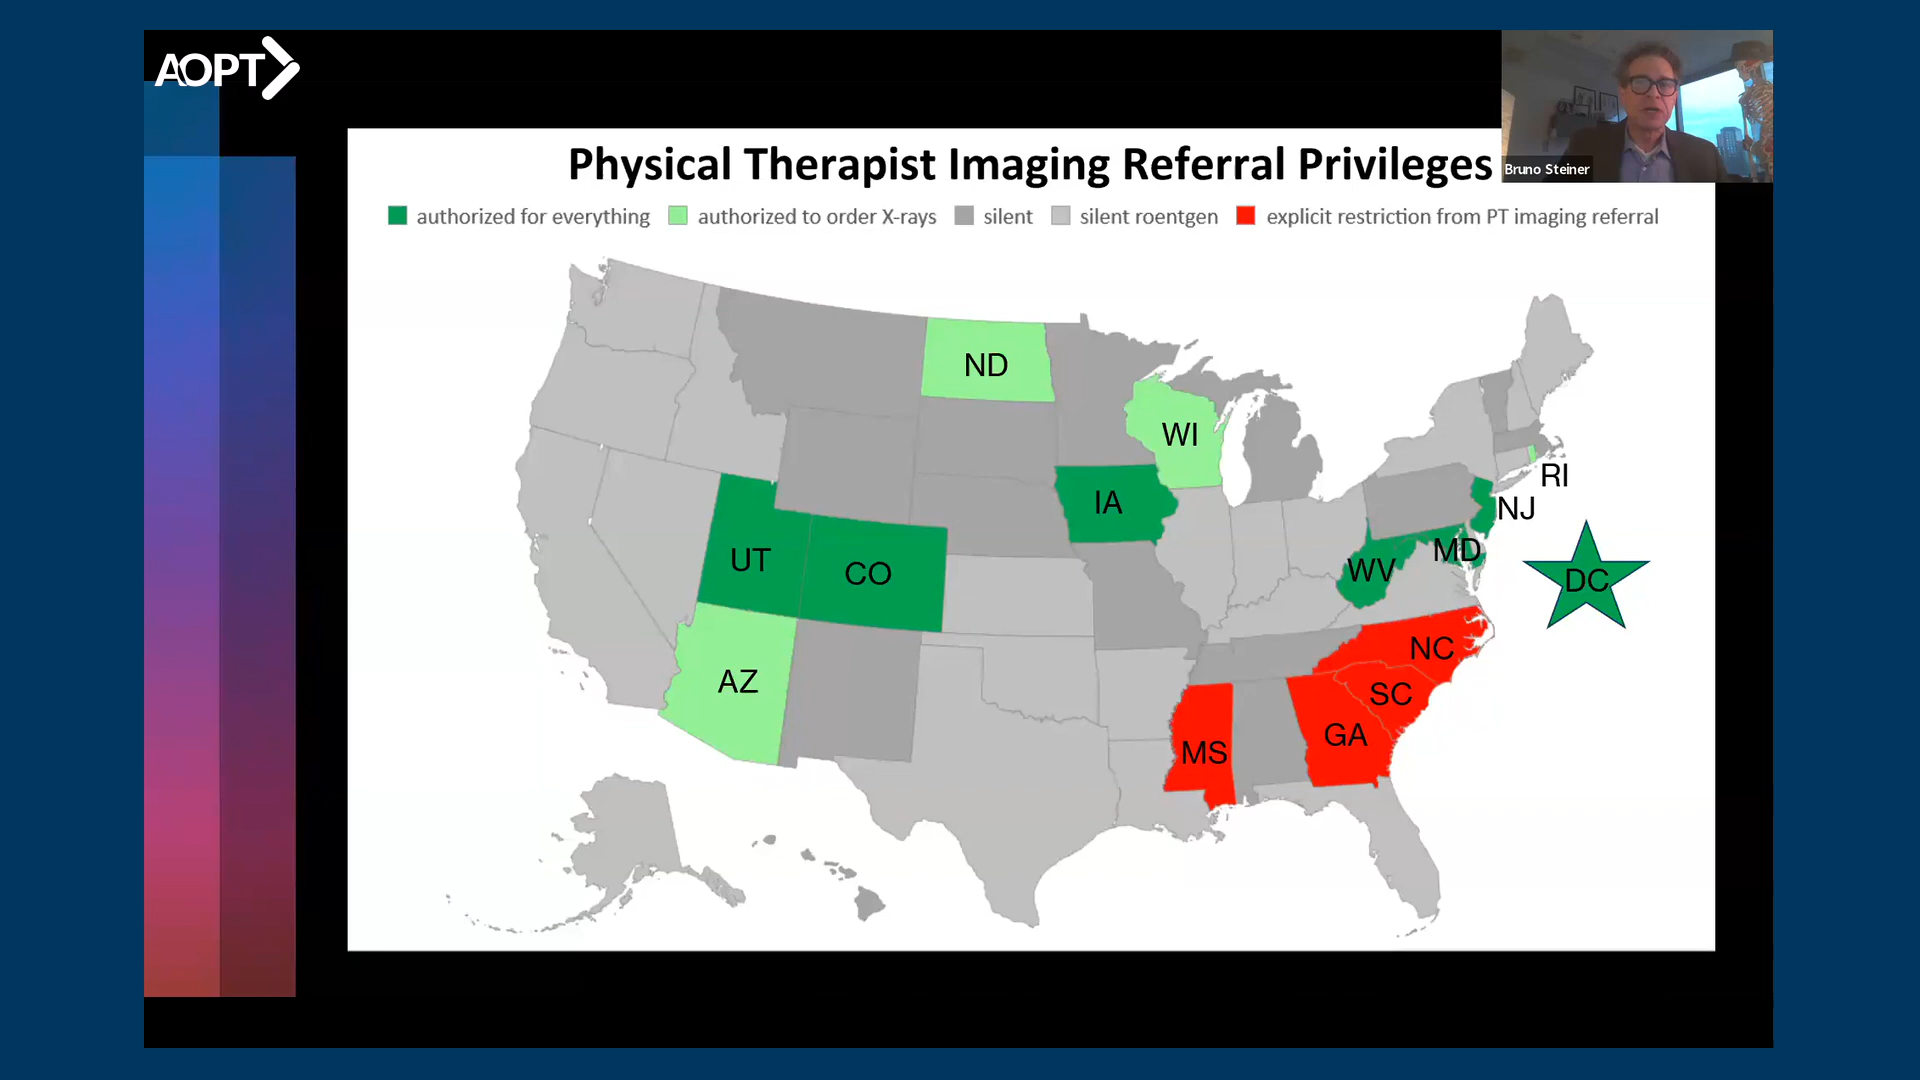 AOPT
Physical Therapist Imaging Referral Privileges
Bruno Steiner
authorized for everything authorized to order X-rays silent silent roentgen explicit restriction from PT imaging referral
ND
WI
RI
IA
NJ
MD
UT
CO
WV
DC
NC
AZ
SC
GA
MS